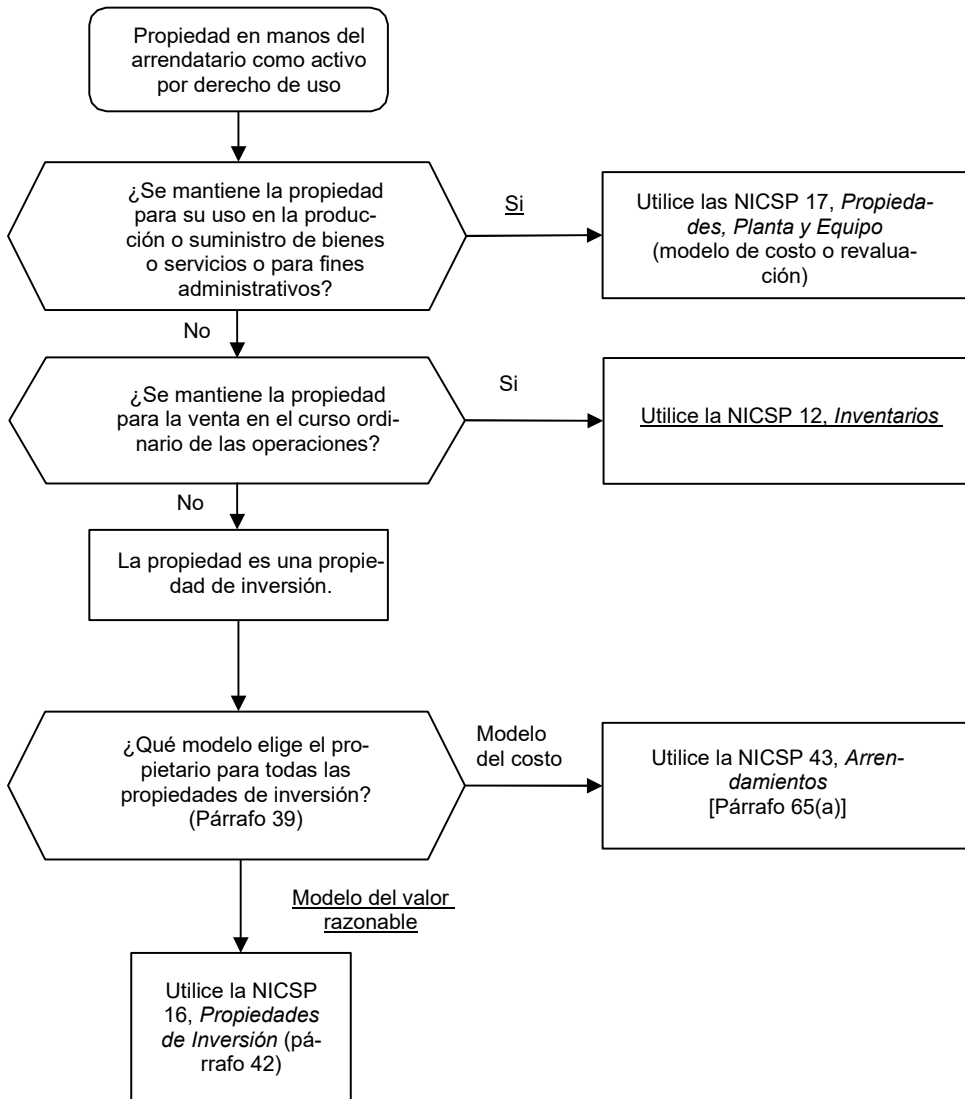 Propiedad en manos del
arrendatario como activo
por derecho de uso
¿Se mantiene la propiedad
para su uso en la produc-
ción o suministro de bienes
o servicios o para fines
administrativos?
Si
Utilice las NICSP 17, Propieda-
des, Planta y Equipo
(modelo de costo o revalua-
ción)
No
¿Se mantiene la propiedad
para la venta en el curso ordi-
nario de las operaciones?
Si
Utilice la NICSP 12, Inventarios
No
La propiedad es una propie-
dad de inversión.
¿Qué modelo elige el pro-
pietario para todas las
propiedades de inversión?
(Párrafo 39)
Modelo
del costo
Utilice la NICSP 43, Arren-
damientos
[Párrafo 65(a)]
Modelo del valor
razonable
Utilice la NICSP
16, Propiedades
de Inversión (pá-
rrafo 42)